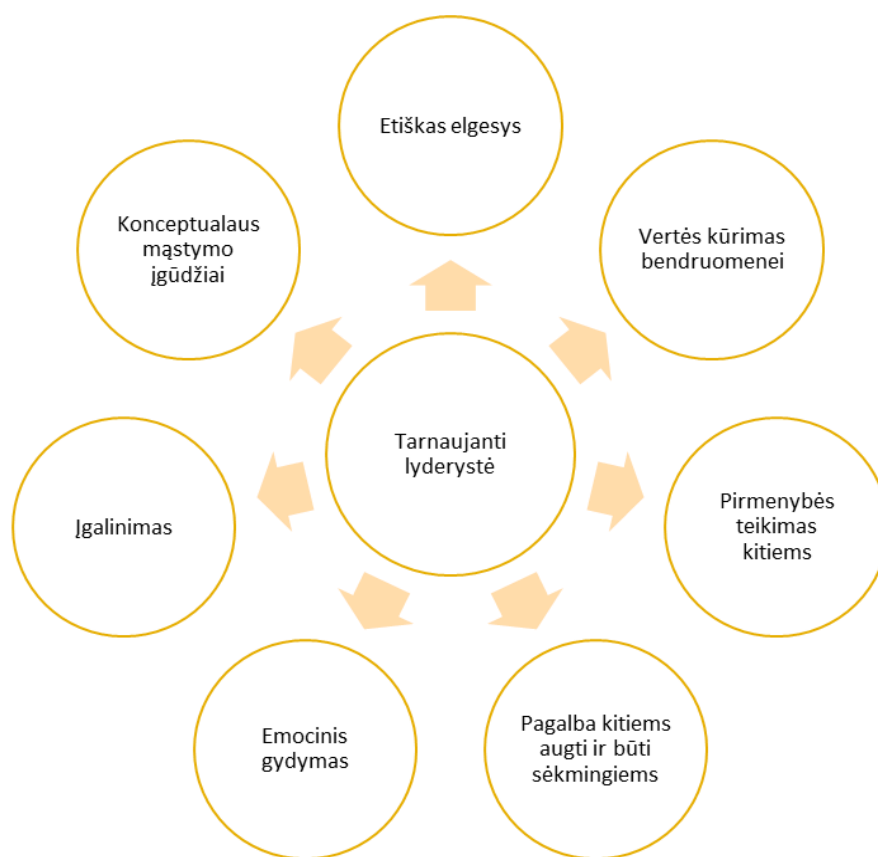 Etiškas elgesys
Vertės kūrimas
bendruomenei
Pirmenybės
teikimas
kitiems
Pagalba kitiems
augti ir būti
sėkmingiems
Emocinis
gydymas
Įgalinimas
Konceptualaus
mąstymo
įgūdžiai
Tarnaujanti
lyderystė